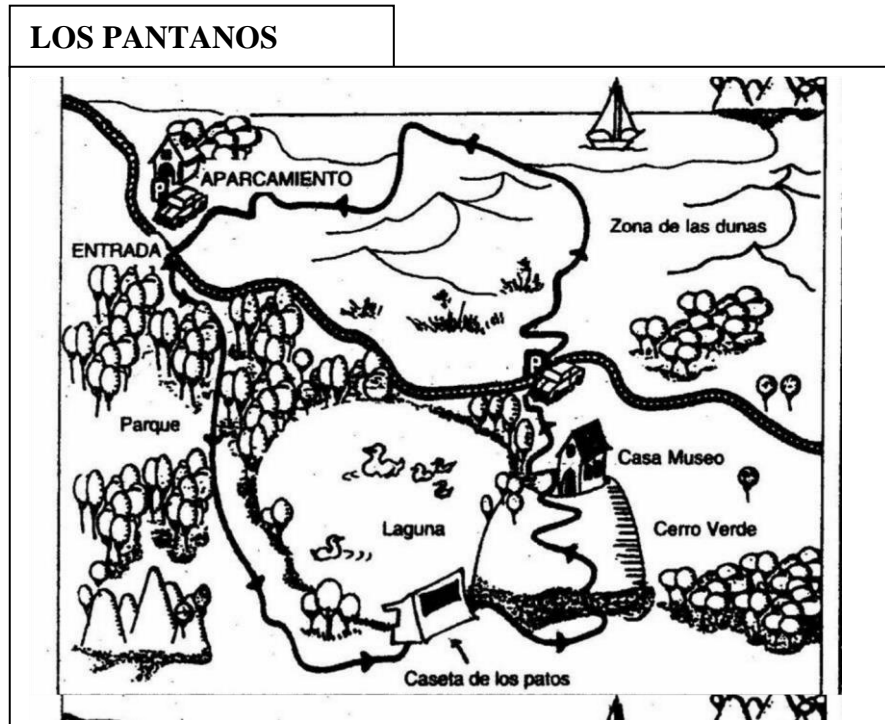 LOS PANTANOS
P
APARCAMIENTO
Zona de las dunas
ENTRADA
P
Parque
Casa Museo
Laguna
Cerro Verde
Caseta de los patos